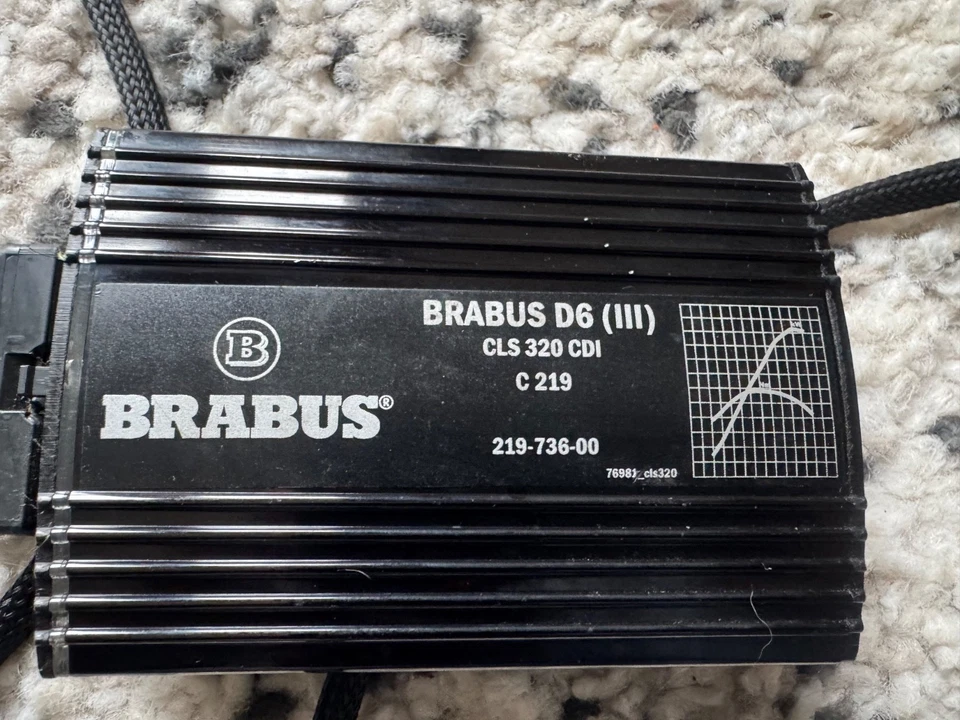 B
BRABUS®
BRABUS D6 (III)
CLS 320 CDI
C 219
219-736-00
76981_cls320